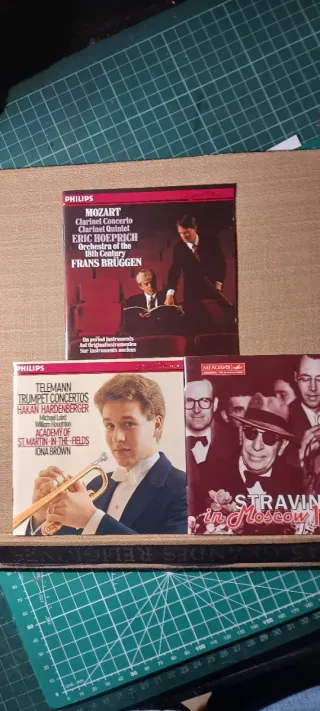 PHILIPS
MOZART
Clarinet Concerto
Clarinet Quintet
ERIC HOEPRICH
Orchestra of the
18th Century
FRANS BRÜGGEN
On period instruments
Auf Originalinstrumenten
Sur instruments anciens
PHILIPS
TELEMANN
TRUMPET CONCERTOS
HÅKAN HARDENBERGER
Michael Laird
William Houghton
ACADEMY OF
ST. MARTIN-IN-THE-FIELDS
IONA BROWN
MELODIYA
STRAVIN
in Moscow